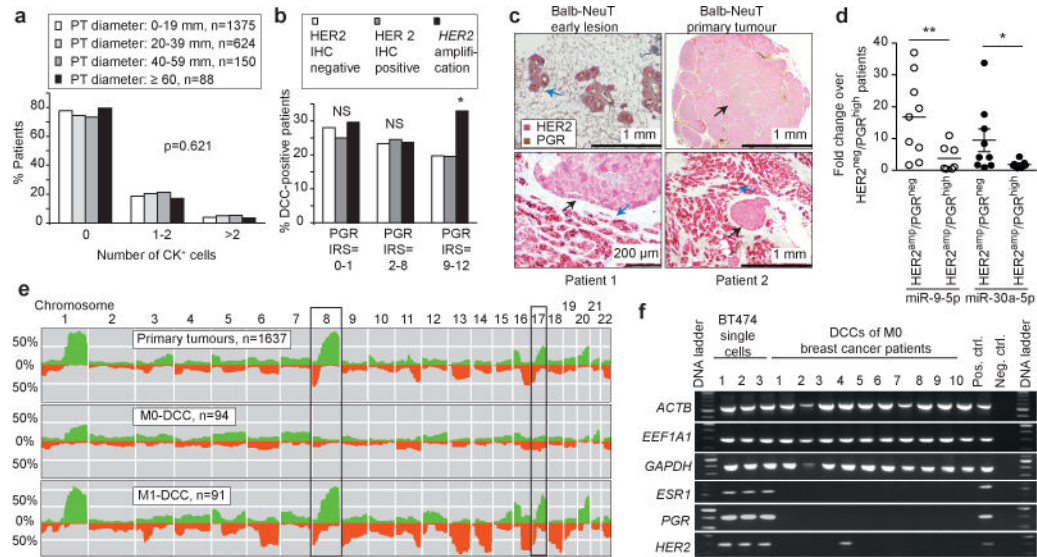 a
PT diameter: 0-19 mm, n=1375
PT diameter: 20-39 mm, n=624
PT diameter: 40-59 mm, n=150
PT diameter: ≥ 60, n=88
% Patients
80
60
40
20
0
p=0.621
0
1-2
>2
Number of CK⁺ cells
b
HER2 IHC negative
HER 2 IHC positive
HER2 amplifi- cation
% DCC-positive patients
40
30
20
10
0
NS
NS
*
PGR IRS= 0-1
PGR IRS= 2-8
PGR IRS= 9-12
c
Balb-NeuT early lesion
Balb-NeuT primary tumour
HER2
PGR
1 mm
1 mm
200 µm
1 mm
Patient 1
Patient 2
d
Fold change over HER2ⁿᵉᵍ/PGRʰⁱᵍʰ patients
40
30
20
10
0
**
*
HER2ᵃᵐᵖ/PGRⁿᵉᵍ
HER2ᵃᵐᵖ/PGRʰⁱᵍʰ
HER2ᵃᵐᵖ/PGRⁿᵉᵍ
HER2ᵃᵐᵖ/PGRʰⁱᵍʰ
miR-9-5p
miR-30a-5p
e
Chromosome
1 2 3 4 5 6 7 8 9 10 11 12 13 14 15 16 17 18 19 20 21 22
Primary tumours, n=1637
50%
0%
50%
M0-DCC, n=94
50%
0%
50%
M1-DCC, n=91
50%
0%
50%
f
DNA ladder
BT474 single cells
DCCs of M0 breast cancer patients
Pos. ctrl.
Neg. ctrl.
DNA ladder
1 2 3 1 2 3 4 5 6 7 8 9 10
ACTB
EEF1A1
GAPDH
ESR1
PGR
HER2